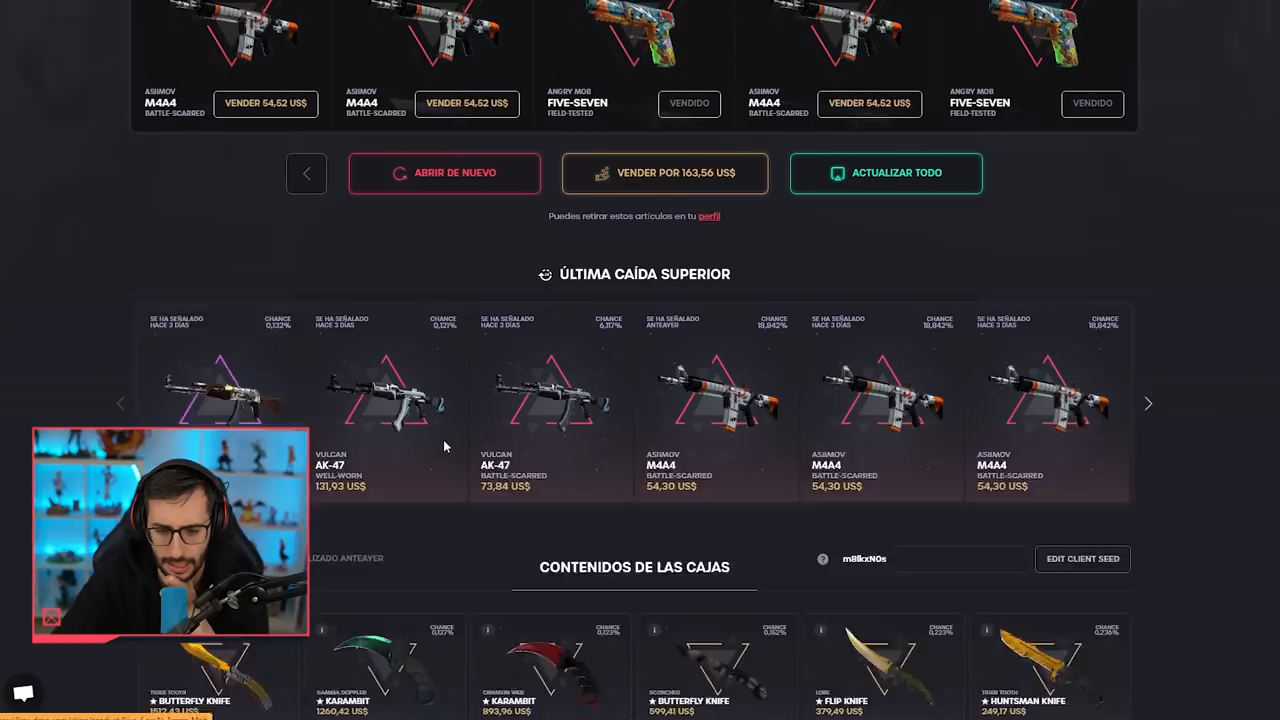 ASIIMOV
M4A4
BATTLE-SCARRED
VENDER 54,52 US$
ASIIMOV
M4A4
BATTLE-SCARRED
VENDER 54,52 US$
ANGRY MOB
FIVE-SEVEN
FIELD-TESTED
VENDIDO
ASIIMOV
M4A4
BATTLE-SCARRED
VENDER 54,52 US$
ANGRY MOB
FIVE-SEVEN
FIELD-TESTED
VENDIDO
ABRIR DE NUEVO
VENDER POR 163,56 US$
ACTUALIZAR TODO
Puedes retirar estos artículos en tu perfil
ÚLTIMA CAÍDA SUPERIOR
SE HA SEÑALADO
HACE 3 DÍAS
CHANCE
0,132%
SE HA SEÑALADO
HACE 3 DÍAS
CHANCE
0,121%
VULCAN
AK-47
WELL-WORN
131,93 US$
SE HA SEÑALADO
HACE 3 DÍAS
CHANCE
6,117%
VULCAN
AK-47
BATTLE-SCARRED
73,84 US$
SE HA SEÑALADO
ANTEAYER
CHANCE
18,842%
ASIIMOV
M4A4
BATTLE-SCARRED
54,30 US$
SE HA SEÑALADO
HACE 3 DÍAS
CHANCE
18,842%
ASIIMOV
M4A4
BATTLE-SCARRED
54,30 US$
SE HA SEÑALADO
HACE 3 DÍAS
CHANCE
18,842%
ASIIMOV
M4A4
BATTLE-SCARRED
54,30 US$
LIZADO ANTEAYER
CONTENIDOS DE LAS CAJAS
EDIT CLIENT SEED
TIGER TOOTH
★ BUTTERFLY KNIFE
1512,43 US$
CHANCE
0,127%
GAMMA DOPPLER
★ KARAMBIT
1260,42 US$
CHANCE
0,123%
CRIMSON WEB
★ KARAMBIT
893,96 US$
CHANCE
0,152%
SCORCHED
★ BUTTERFLY KNIFE
599,41 US$
CHANCE
0,223%
LORE
★ FLIP KNIFE
379,49 US$
CHANCE
0,236%
TIGER TOOTH
★ HUNTSMAN KNIFE
249,17 US$